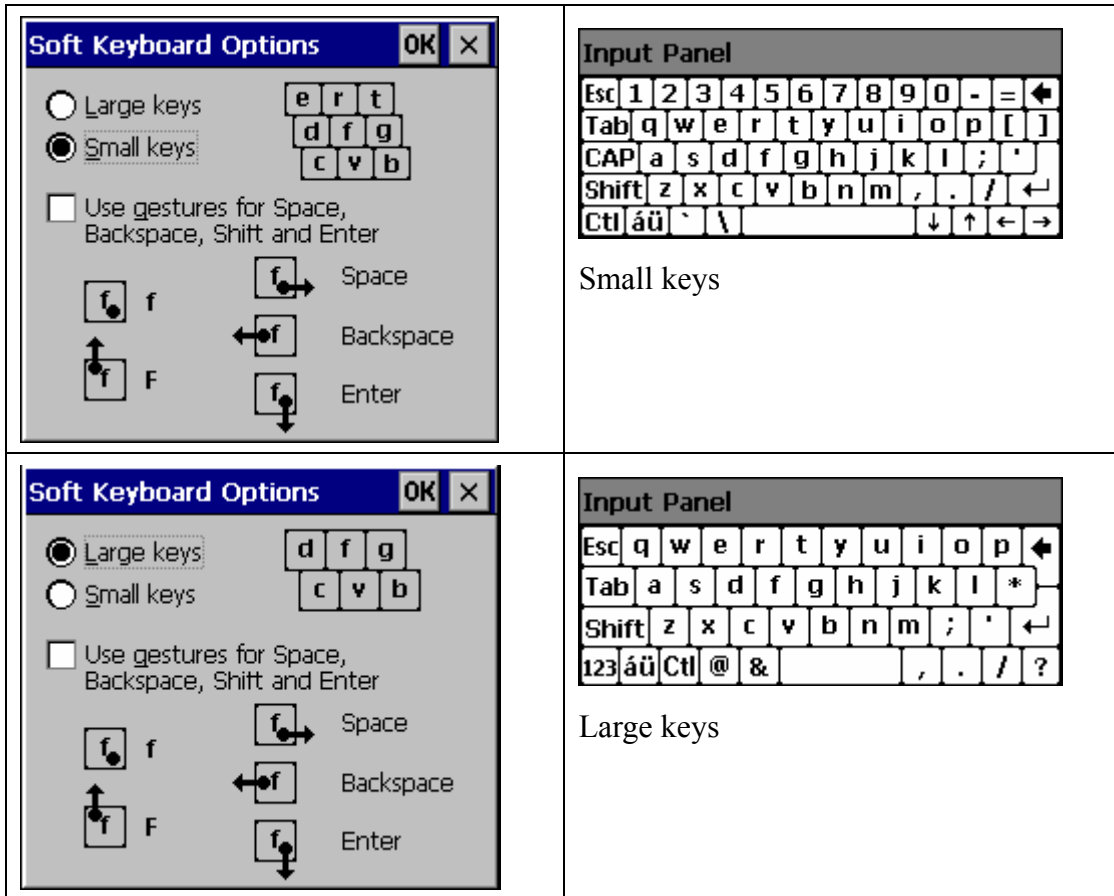 Soft Keyboard Options OK ×
Large keys
Small keys
e r t
d f g
c v b
Use gestures for Space,
Backspace, Shift and Enter
f f
f F
f Space
f Backspace
f Enter
Input Panel
Esc 1 2 3 4 5 6 7 8 9 0 - = 🡄
Tab q w e r t y u i o p [ ]
CAP a s d f g h j k l ; '
Shift z x c v b n m , . / ↵
Ctl áü ` \ ↓ ↑ ← →
Small keys
Soft Keyboard Options OK ×
Large keys
Small keys
d f g
c v b
Use gestures for Space,
Backspace, Shift and Enter
f f
f F
f Space
f Backspace
f Enter
Input Panel
Esc q w e r t y u i o p 🡄
Tab a s d f g h j k l *
Shift z x c v b n m ; ' ↵
123 áü Ctl @ & , . / ?
Large keys